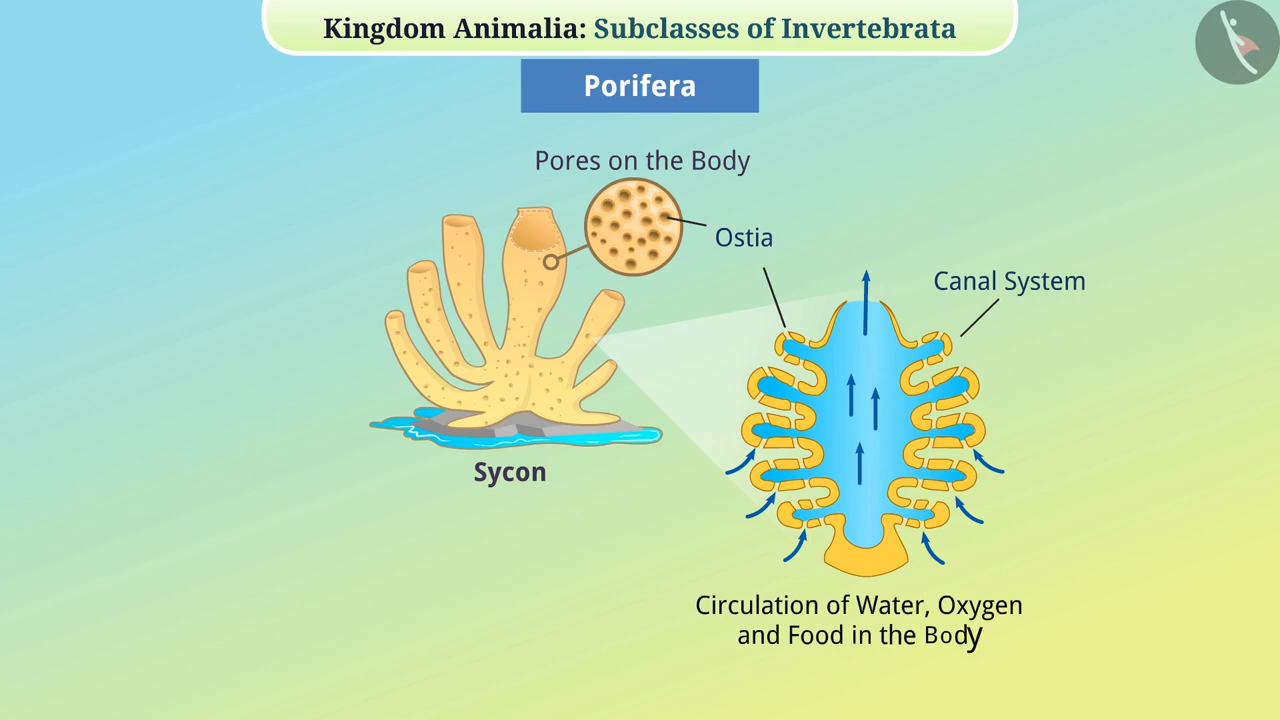 Kingdom Animalia: Subclasses of Invertebrata
Porifera
Pores on the Body
Ostia
Canal System
Sycon
Circulation of Water, Oxygen
and Food in the Body